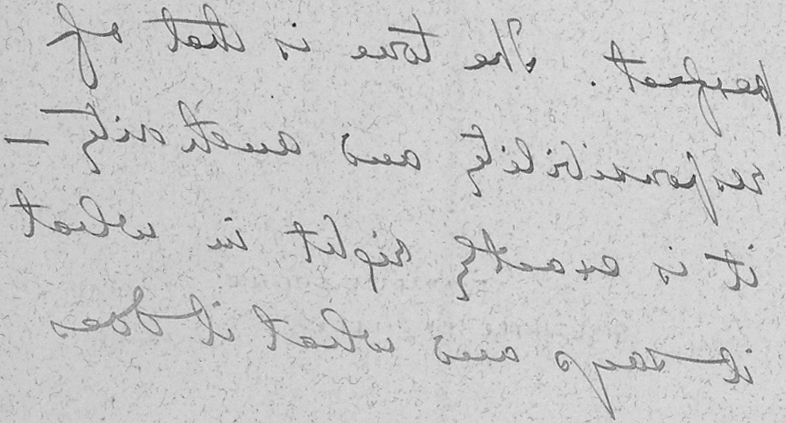 perfect. The tone is that of
responsibility and austerity –
it is exactly right in what
it says and what it does